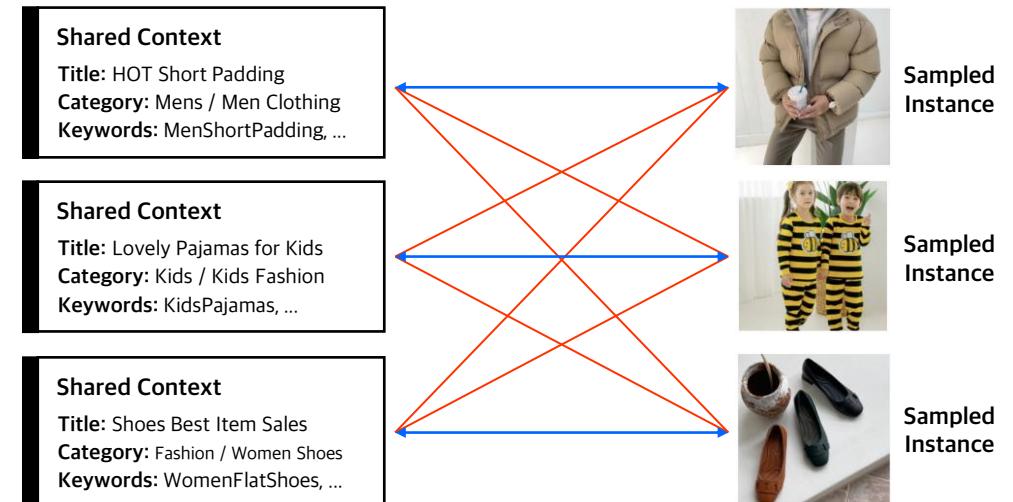 Shared Context
Title: HOT Short Padding
Category: Mens / Men Clothing
Keywords: MenShortPadding, ...
Sampled
Instance
Shared Context
Title: Lovely Pajamas for Kids
Category: Kids / Kids Fashion
Keywords: KidsPajamas, ...
Sampled
Instance
Shared Context
Title: Shoes Best Item Sales
Category: Fashion / Women Shoes
Keywords: WomenFlatShoes, ...
Sampled
Instance